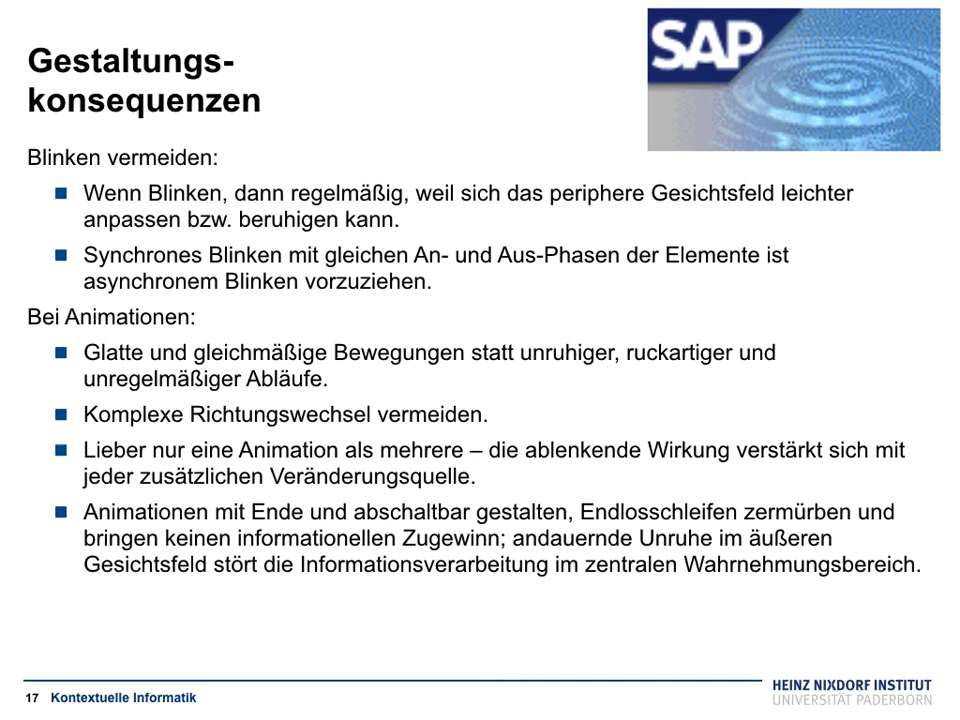 SAP
Gestaltungs-
konsequenzen
Blinken vermeiden:
Wenn Blinken, dann regelmäßig, weil sich das periphere Gesichtsfeld leichter
anpassen bzw. beruhigen kann.
Synchrones Blinken mit gleichen An- und Aus-Phasen der Elemente ist
asynchronem Blinken vorzuziehen.
Bei Animationen:
Glatte und gleichmäßige Bewegungen statt unruhiger, ruckartiger und
unregelmäßiger Abläufe.
Komplexe Richtungswechsel vermeiden.
Lieber nur eine Animation als mehrere – die ablenkende Wirkung verstärkt sich mit
jeder zusätzlichen Veränderungsquelle.
Animationen mit Ende und abschaltbar gestalten, Endlosschleifen zermürben und
bringen keinen informationellen Zugewinn; andauernde Unruhe im äußeren
Gesichtsfeld stört die Informationsverarbeitung im zentralen Wahrnehmungsbereich.
17 Kontextuelle Informatik
HEINZ NIXDORF INSTITUT
UNIVERSITÄT PADERBORN